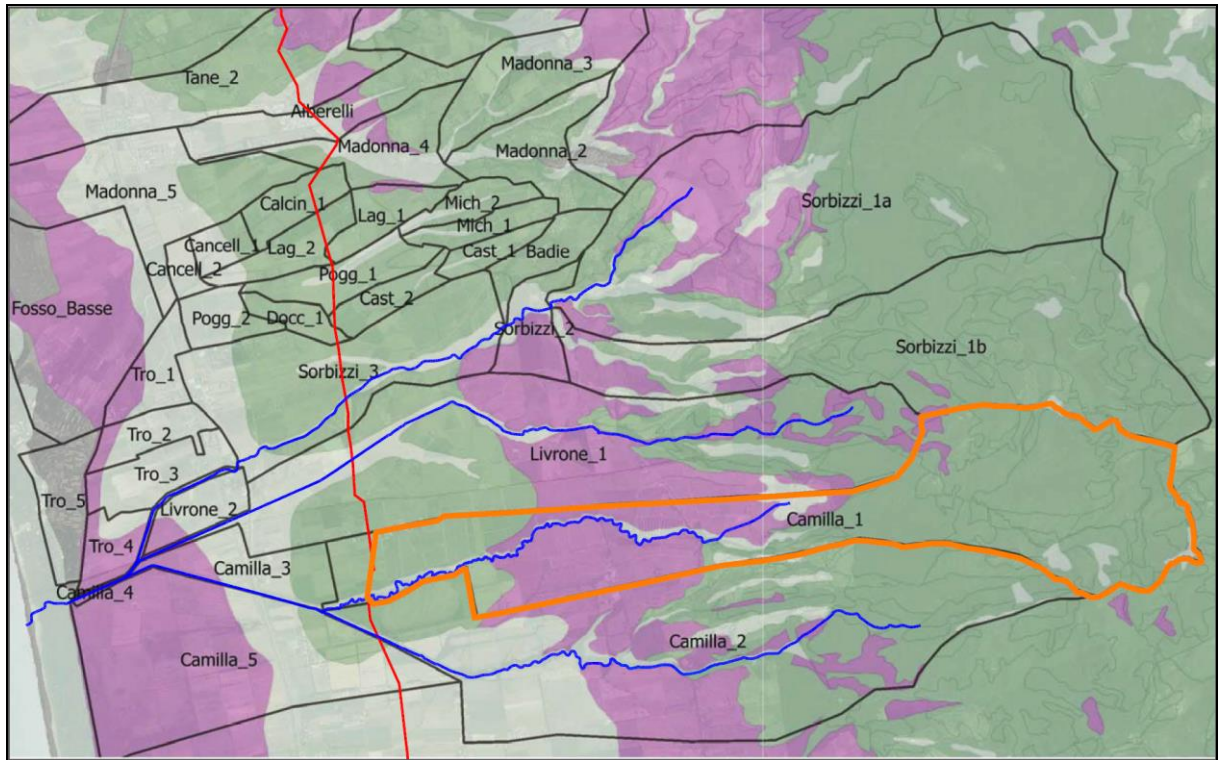 Madonna_3
Tane_2
Alberelli
Madonna_4
Madonna_2
Madonna_5
Calcin_1
Mich_2
Sorbizzi_1a
Lag_1
Mich_1
Cancell_1
Lag_2
Cast_1
Badie
Cancell_2
Pogg_1
Cast_2
Fosso_Basse
Pogg_2
Docc_1
Sorbizzi_2
Sorbizzi_1b
Tro_1
Sorbizzi_3
Tro_2
Livrone_1
Tro_3
Tro_5
Livrone_2
Camilla_1
Tro_4
Camilla_3
Camilla_4
Camilla_2
Camilla_5